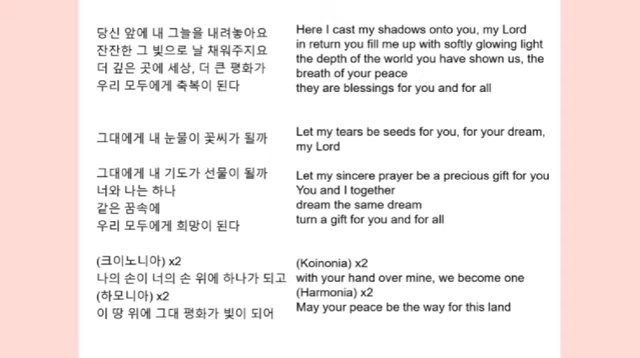 당신 앞에 내 그늘을 내려놓아요
잔잔한 그 빛으로 날 채워주지요
더 깊은 곳에 세상, 더 큰 평화가
우리 모두에게 축복이 된다
그대에게 내 눈물이 꽃씨가 될까
그대에게 내 기도가 선물이 될까
너와 나는 하나
같은 꿈속에
우리 모두에게 희망이 된다
(크이노니아) x2
나의 손이 너의 손 위에 하나가 되고
(하모니아) x2
이 땅 위에 그대 평화가 빛이 되어
Here I cast my shadows onto you, my Lord
in return you fill me up with softly glowing light
the depth of the world you have shown us, the
breath of your peace
they are blessings for you and for all
Let my tears be seeds for you, for your dream,
my Lord
Let my sincere prayer be a precious gift for you
You and I together
dream the same dream
turn a gift for you and for all
(Koinonia) x2
with your hand over mine, we become one
(Harmonia) x2
May your peace be the way for this land